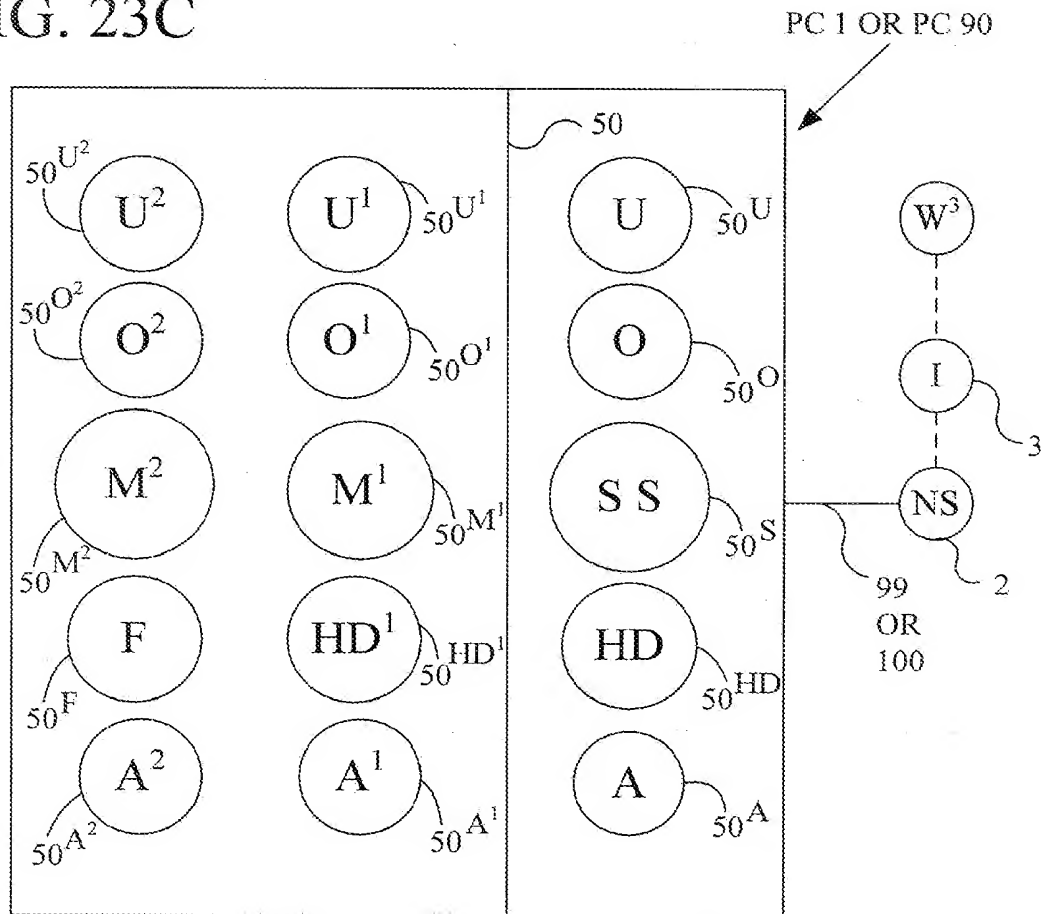 IG. 23C
PC 1 OR PC 90
50
50U² U² U¹ 50U¹ U 50U W³
50O² O² O¹ 50O¹ O 50O I 3
M² 50M² M¹ 50M¹ S S 50S NS 2
99
OR
100
F 50F HD¹ 50HD¹ HD 50HD
A² 50A² A¹ 50A¹ A 50A